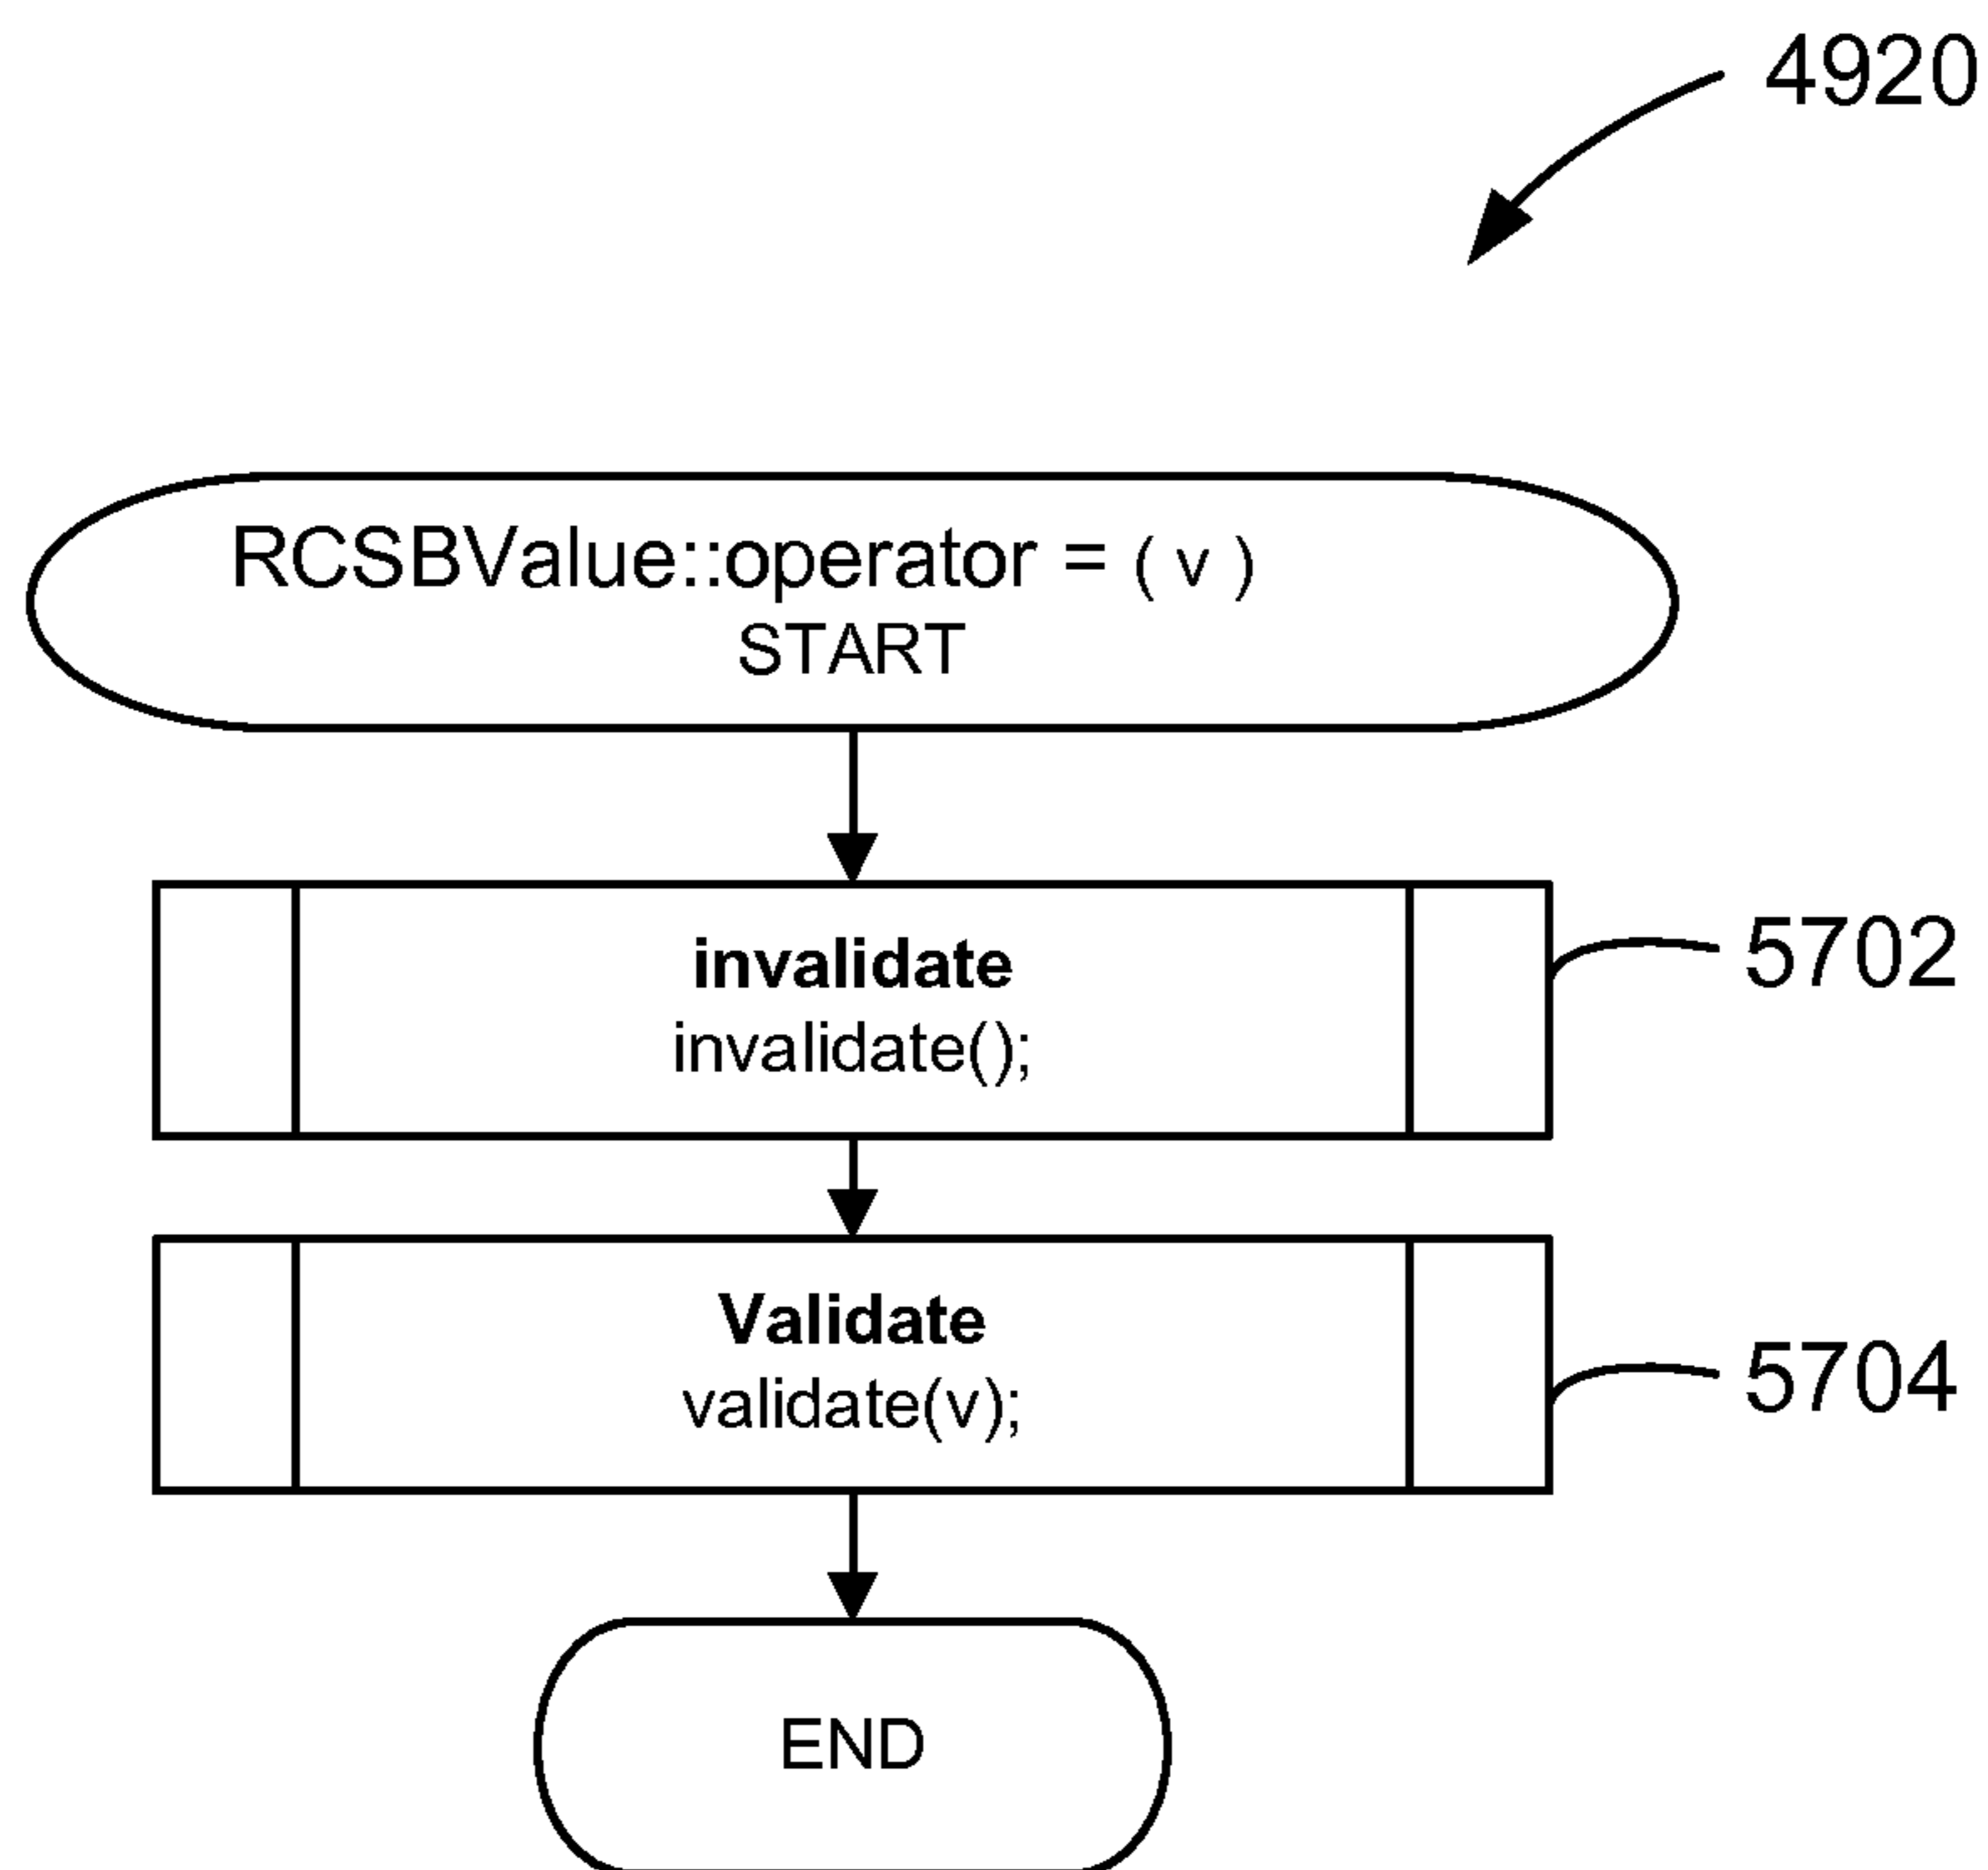 4920
RCSBValue::operator = ( v )
START
invalidate
invalidate();
5702
Validate
validate(v);
5704
END